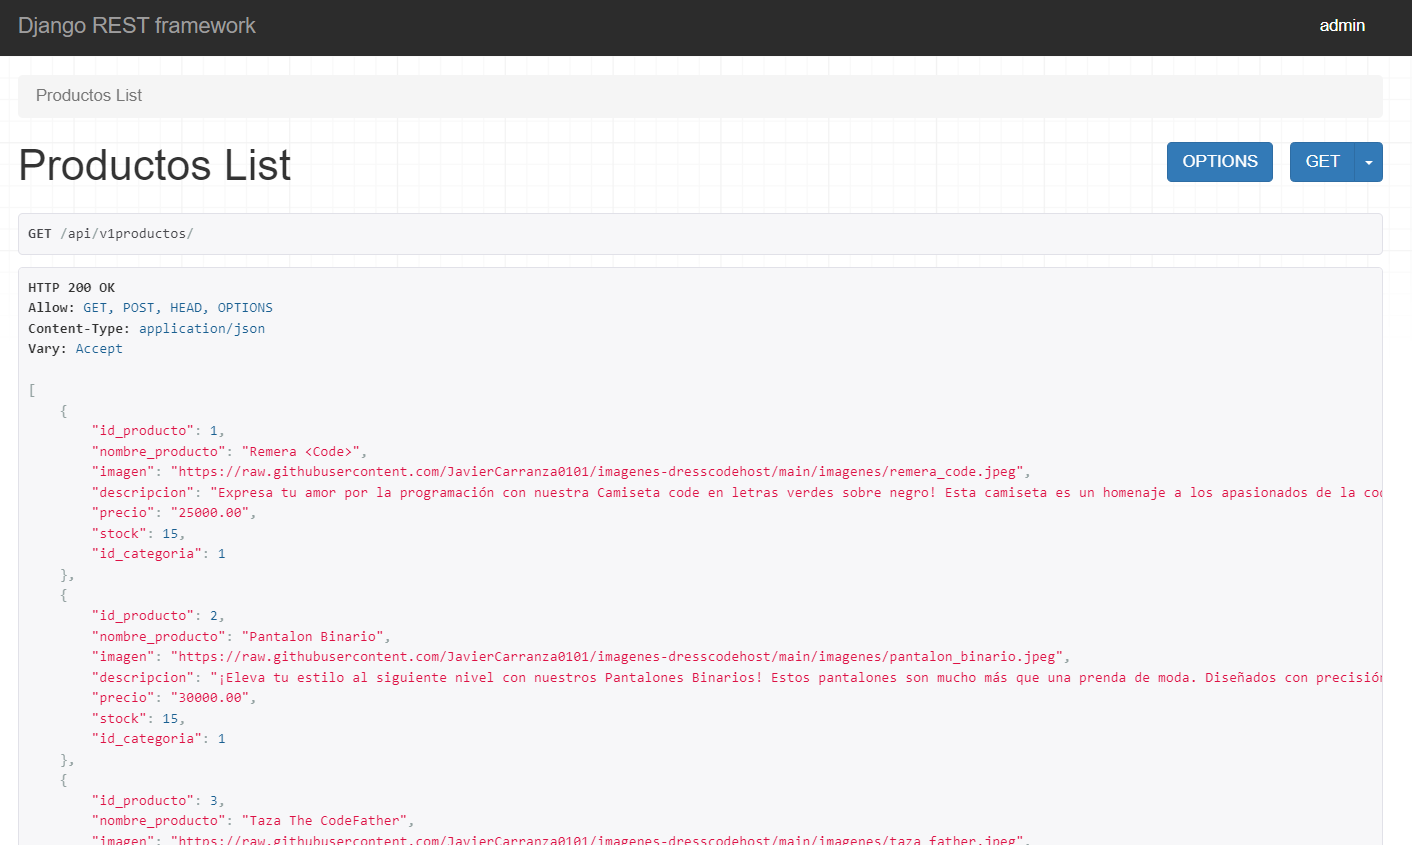 Django REST framework
admin
Productos List
Productos List
OPTIONS
GET
GET /api/v1productos/
HTTP 200 OK
Allow: GET, POST, HEAD, OPTIONS
Content-Type: application/json
Vary: Accept
[
{
"id_producto": 1,
"nombre_producto": "Remera <Code>",
"imagen": "https://raw.githubusercontent.com/JavierCarranza0101/imagenes-dresscodehost/main/imagenes/remera_code.jpeg",
"descripcion": "Expresa tu amor por la programación con nuestra Camiseta code en letras verdes sobre negro! Esta camiseta es un homenaje a los apasionados de la
"precio": "25000.00",
"stock": 15,
"id_categoria": 1
},
{
"id_producto": 2,
"nombre_producto": "Pantalon Binario",
"imagen": "https://raw.githubusercontent.com/JavierCarranza0101/imagenes-dresscodehost/main/imagenes/pantalon_binario.jpeg",
"descripcion": "¡Eleva tu estilo al siguiente nivel con nuestros Pantalones Binarios! Estos pantalones son mucho más que una prenda de moda. Diseñados con precisión
"precio": "30000.00",
"stock": 15,
"id_categoria": 1
},
{
"id_producto": 3,
"nombre_producto": "Taza The CodeFather",
"imagen": "https://raw.githubusercontent.com/JavierCarranza0101/imagenes-dresscodehost/main/imagenes/taza_father.jpeg",